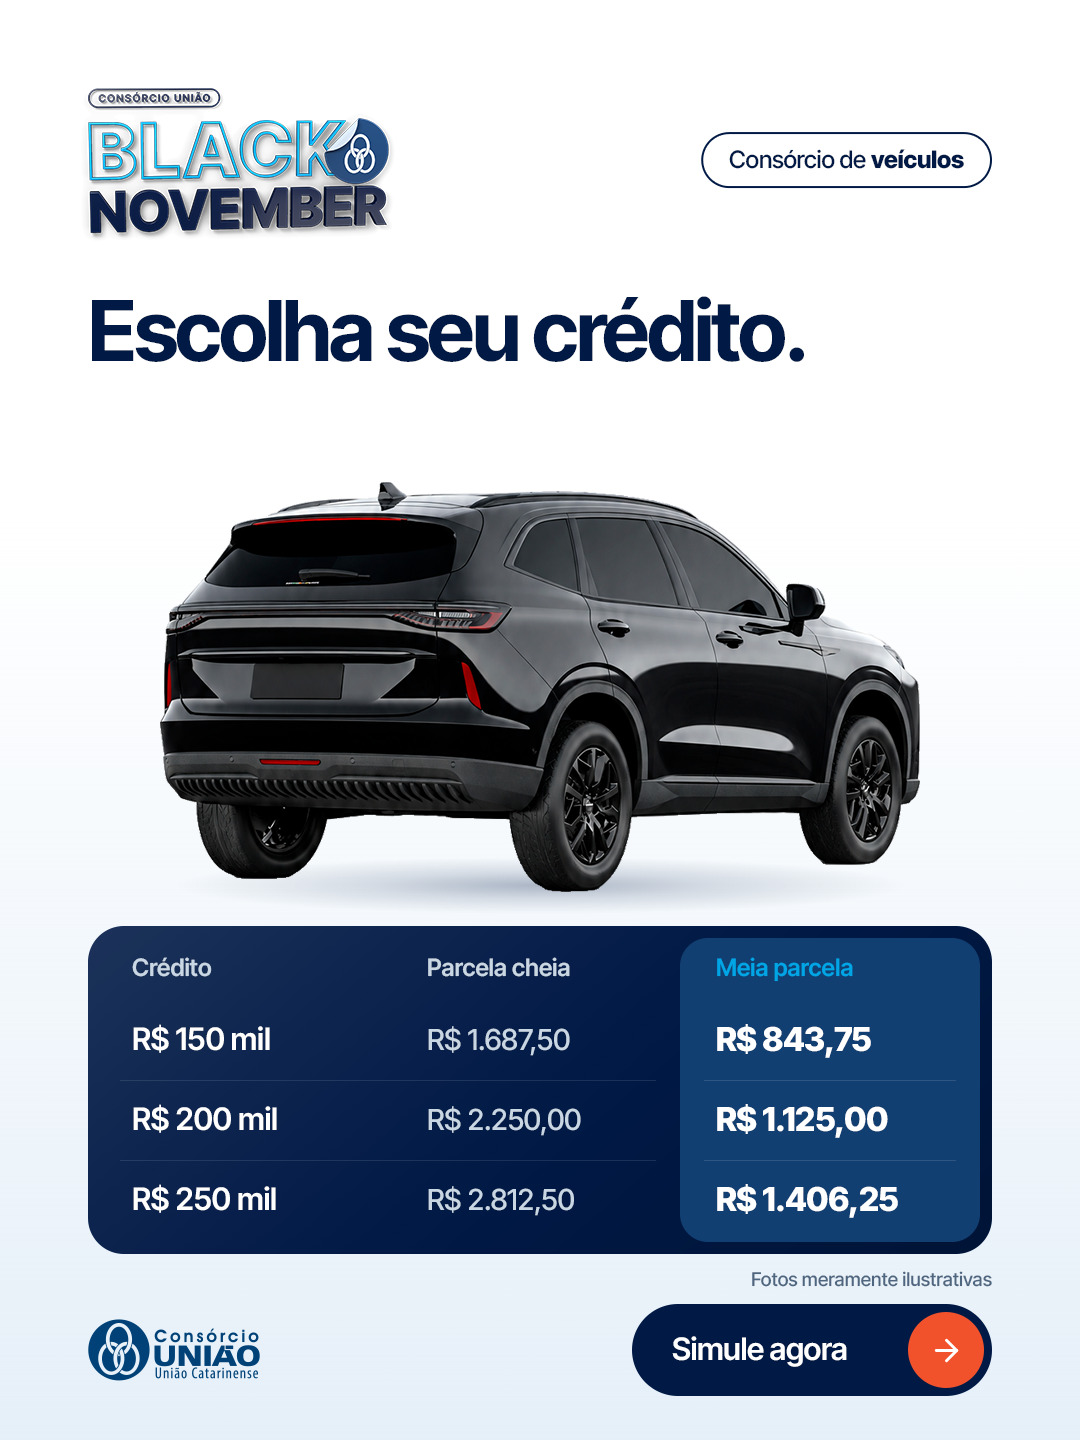 CONSÓRCIO UNIÃO
BLACK
NOVEMBER
Consórcio de veículos
Escolha seu crédito.
Crédito Parcela cheia Meia parcela
R$ 150 mil R$ 1.687,50 R$ 843,75
R$ 200 mil R$ 2.250,00 R$ 1.125,00
R$ 250 mil R$ 2.812,50 R$ 1.406,25
Fotos meramente ilustrativas
Consórcio
UNIÃO
União Catarinense
Simule agora